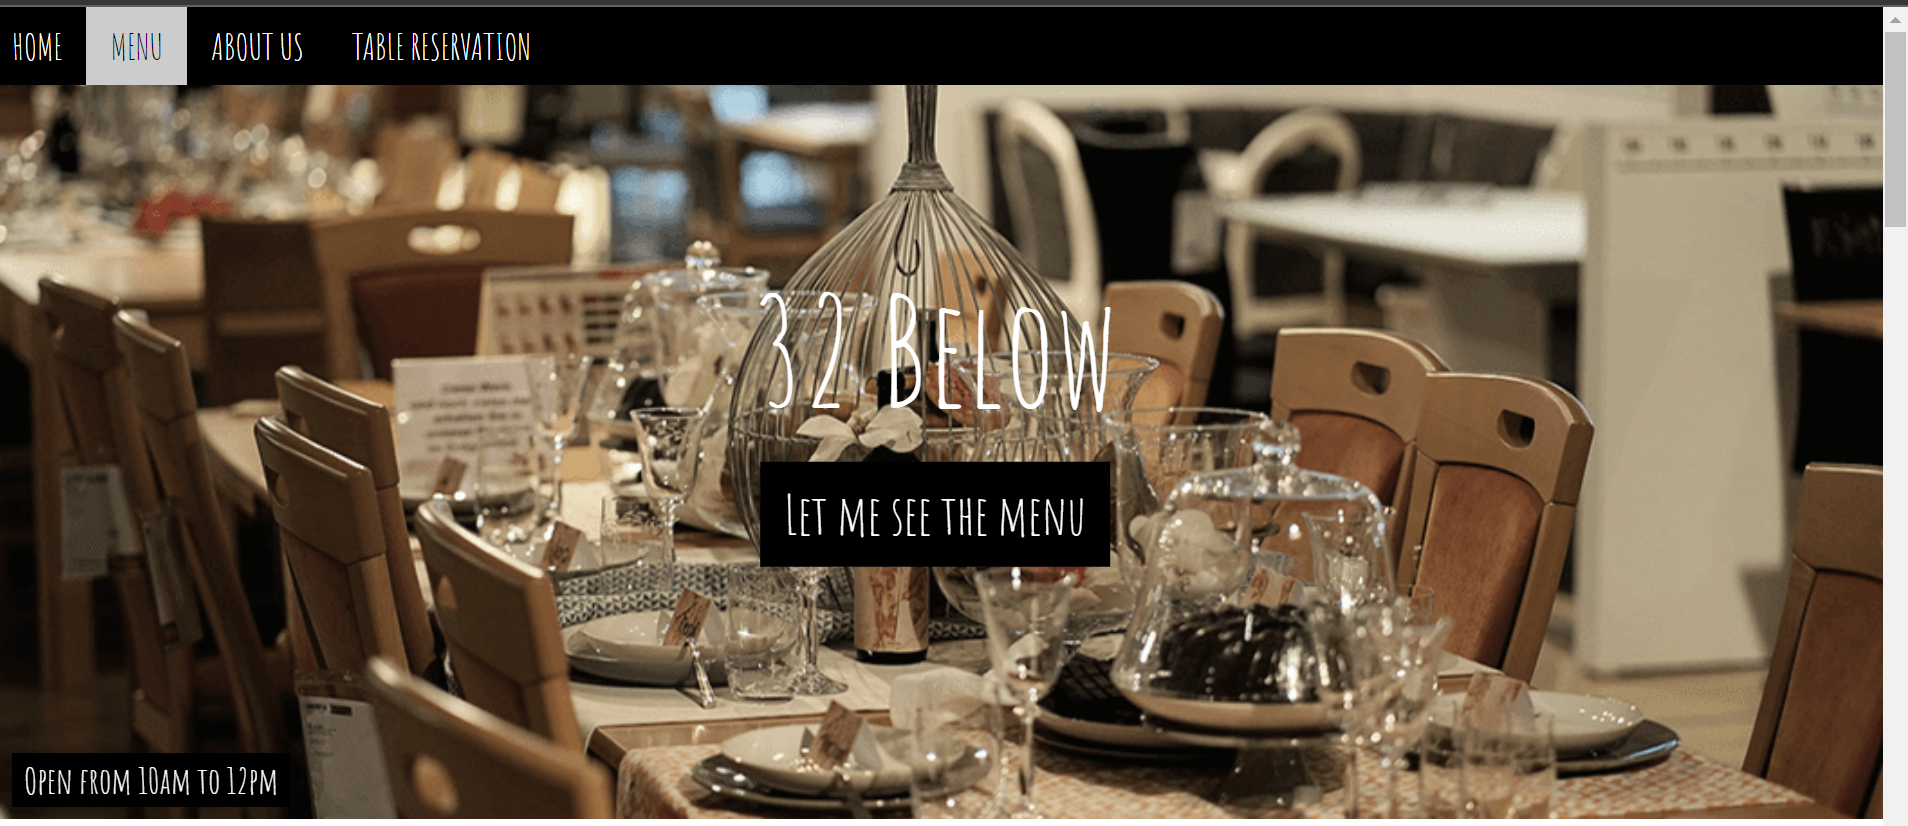 HOME MENU ABOUT US TABLE RESERVATION
32 Below
Let me see the menu
Open from 10am to 12pm